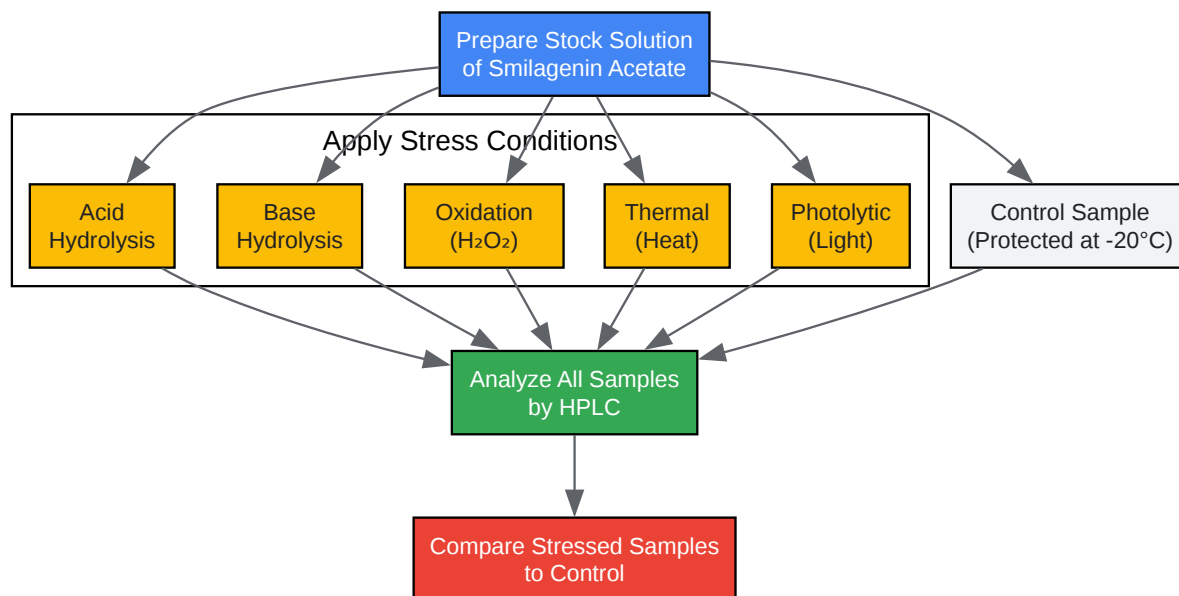 Prepare Stock Solution
of Smilagenin Acetate
Apply Stress Conditions
Acid
Hydrolysis
Base
Hydrolysis
Oxidation
(H₂O₂)
Thermal
(Heat)
Photolytic
(Light)
Control Sample
(Protected at -20°C)
Analyze All Samples
by HPLC
Compare Stressed Samples
to Control